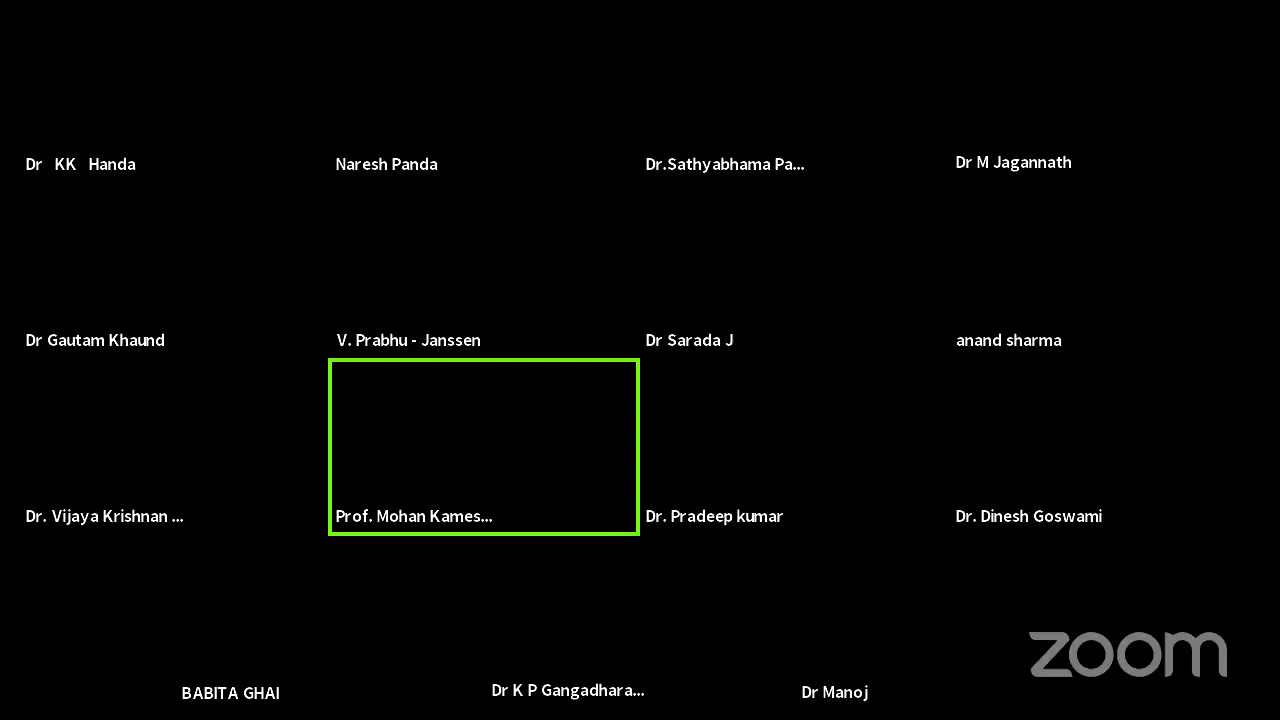 Dr KK Handa
Naresh Panda
Dr.Sathyabhama Pa...
Dr M Jagannath
Dr Gautam Khaund
V. Prabhu - Janssen
Dr Sarada J
anand sharma
Dr. Vijaya Krishnan ...
Prof. Mohan Kames...
Dr. Pradeep kumar
Dr. Dinesh Goswami
BABITA GHAI
Dr K P Gangadhara...
Dr Manoj
zoom